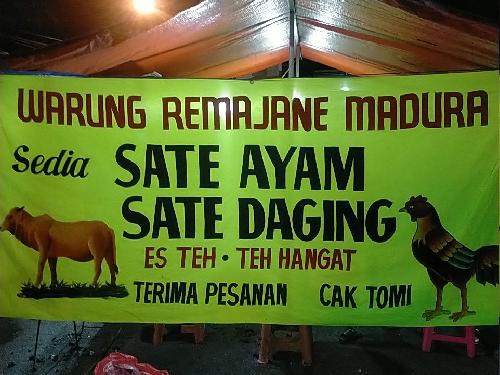 WARUNG REMAJANE MADURA
Sedia SATE AYAM
SATE DAGING
ES TEH • TEH HANGAT
TERIMA PESANAN CAK TOMI